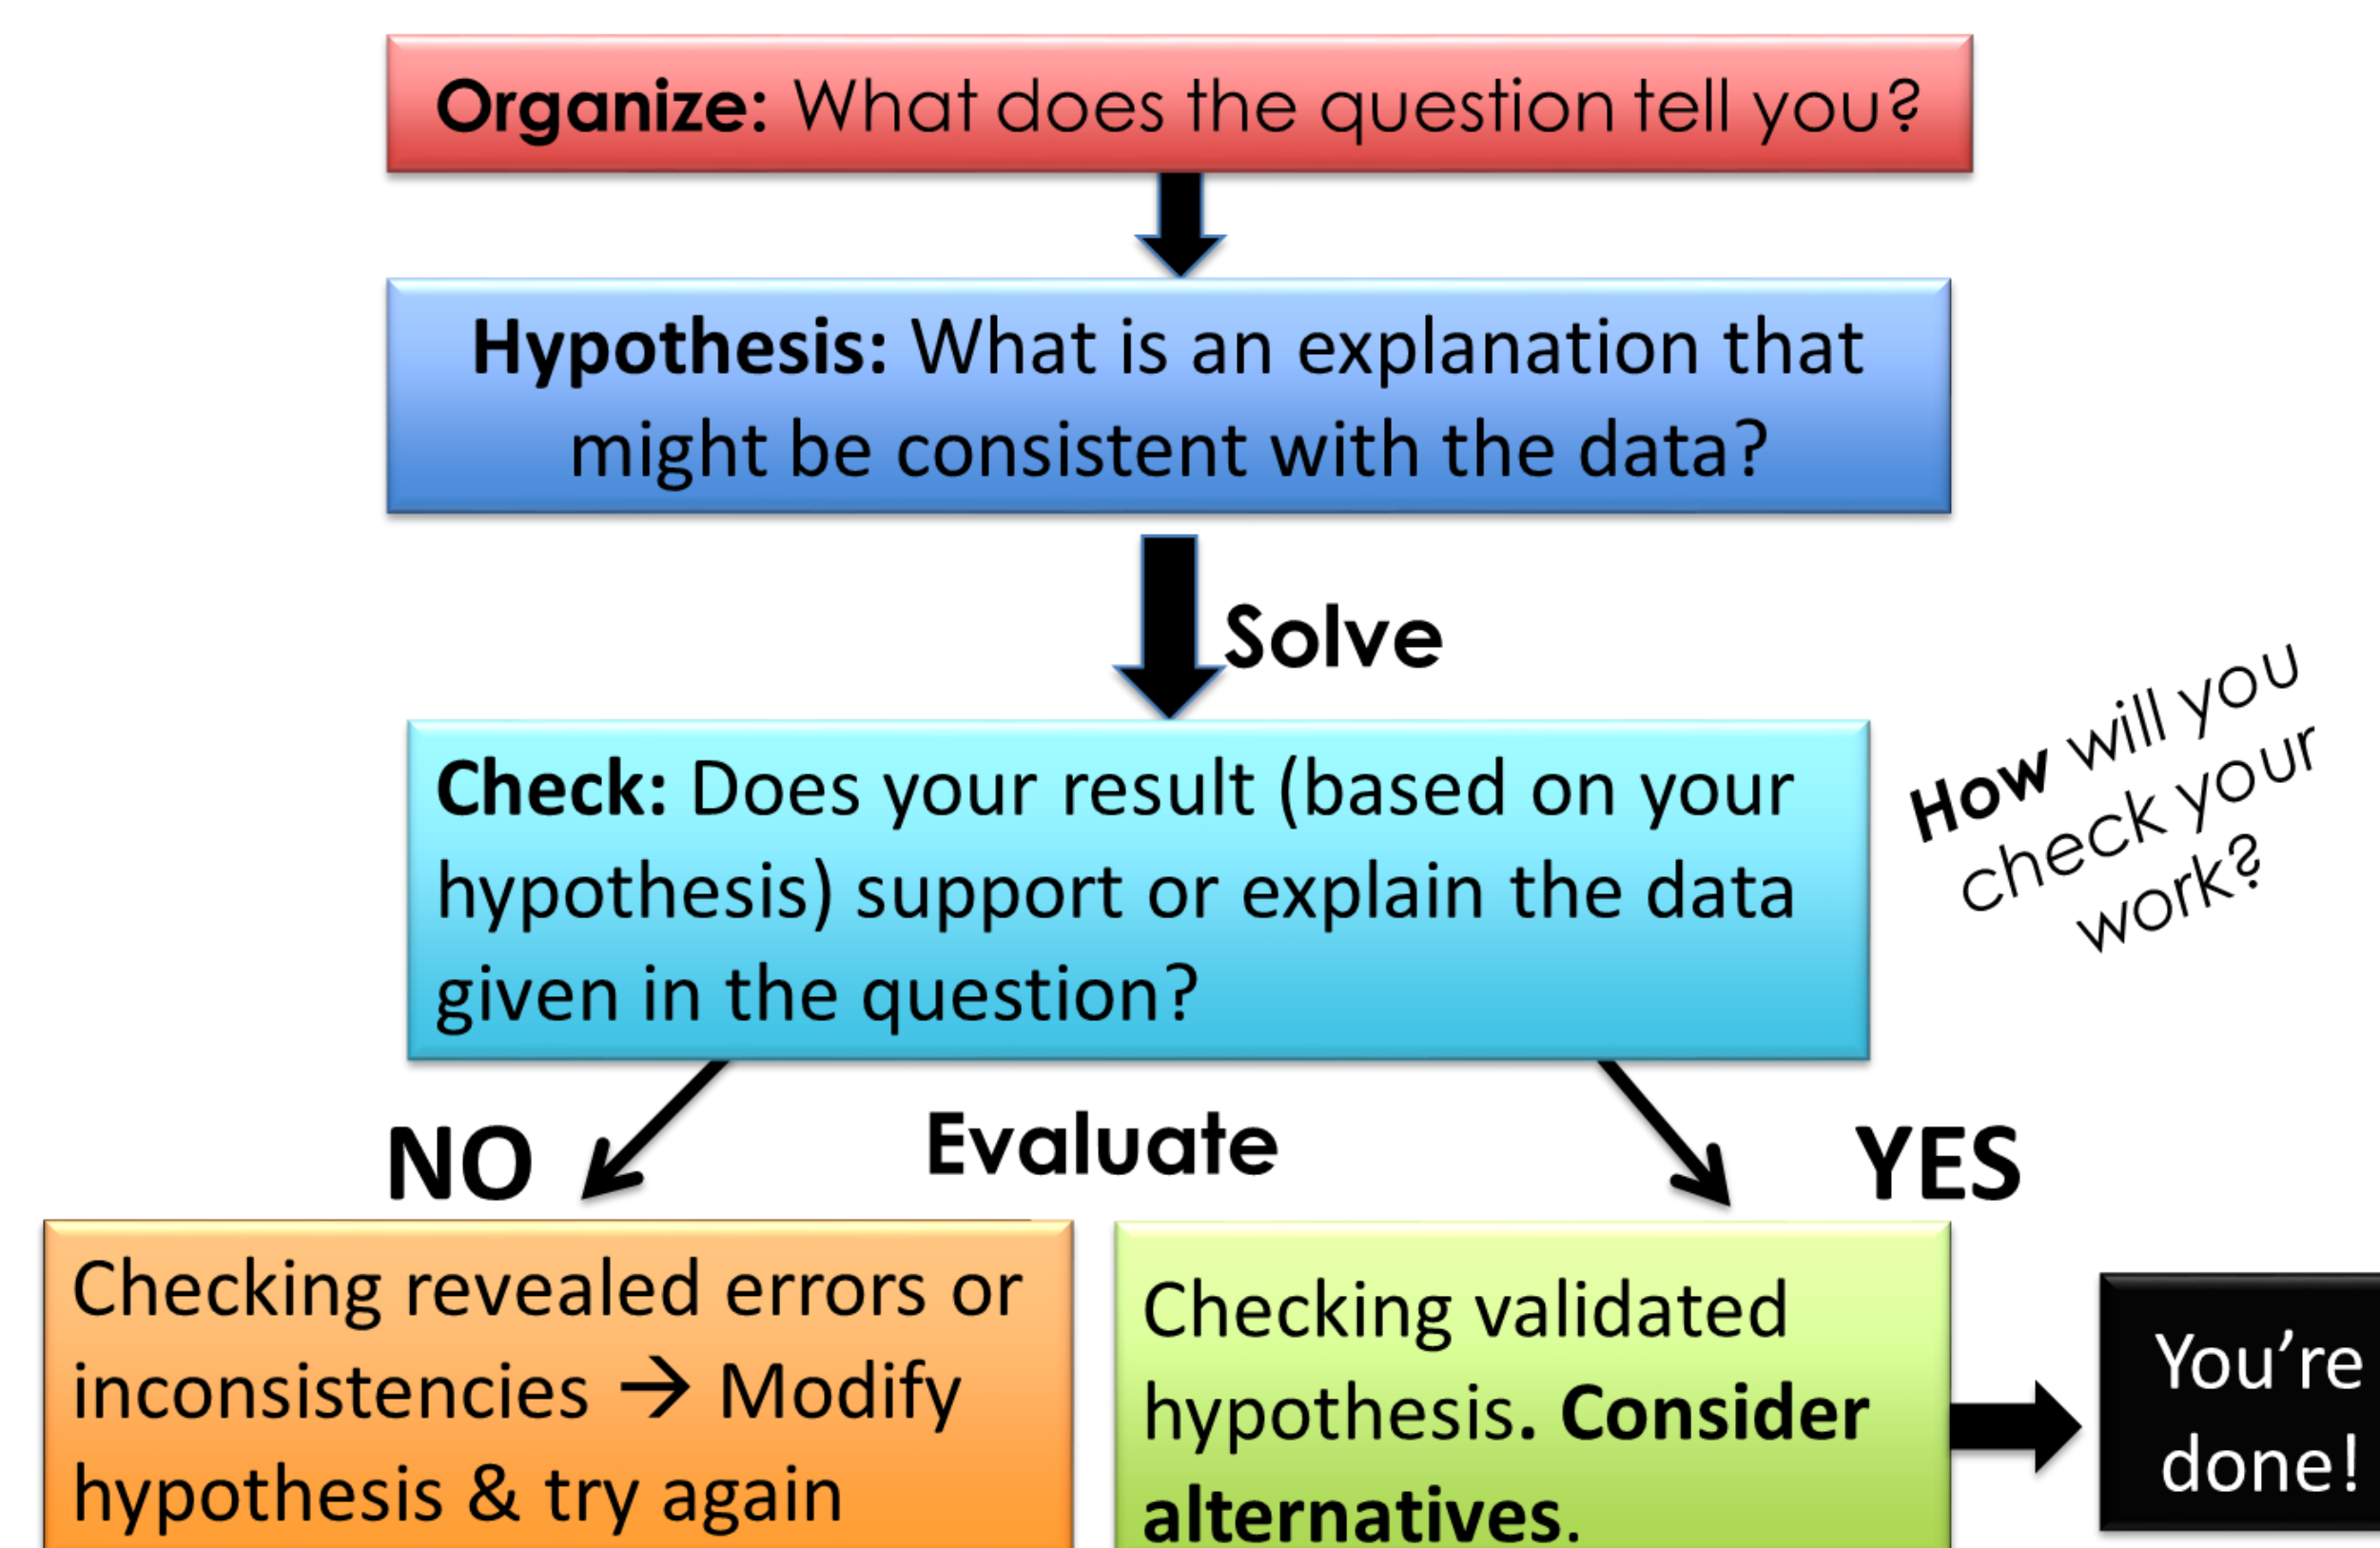 Organize: What does the question tell you?
Hypothesis: What is an explanation that
might be consistent with the data?
Solve
Check: Does your result (based on your
hypothesis) support or explain the data
given in the question?
How will you
check your
work?
NO
Evaluate
YES
Checking revealed errors or
inconsistencies → Modify
hypothesis & try again
Checking validated
hypothesis. Consider
alternatives.
You’re
done!